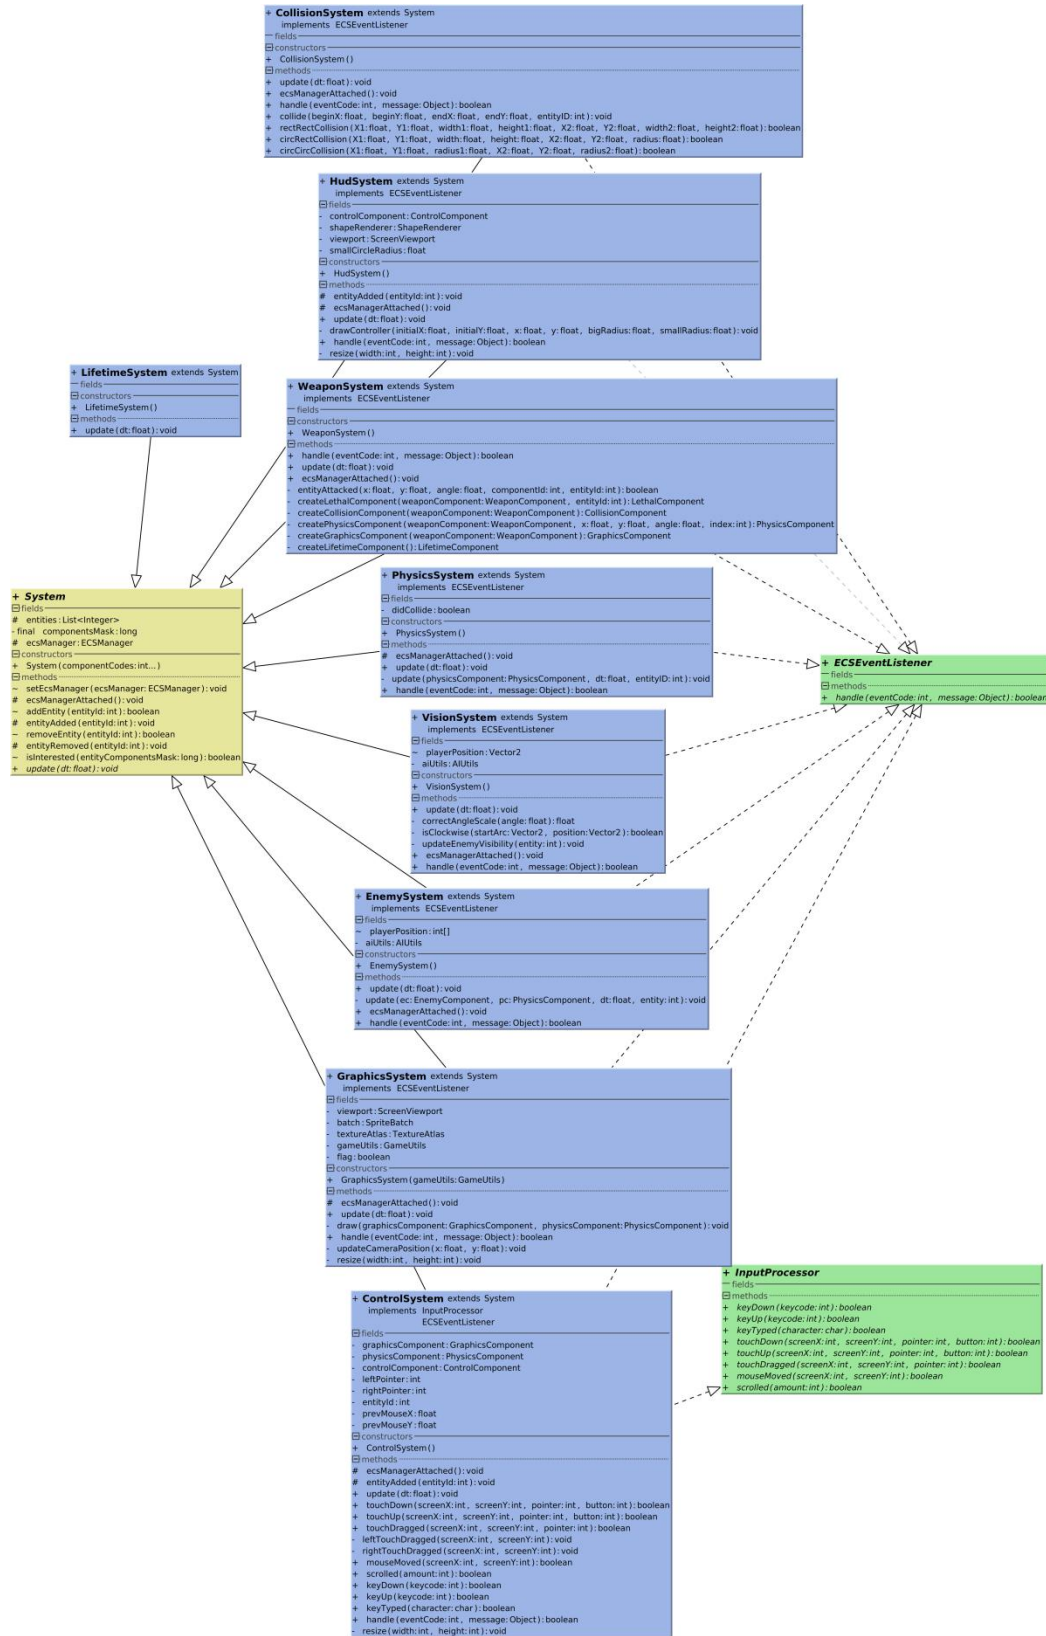 + CollisionSystem extends System
implements ECSEventListener
fields
constructors
+ CollisionSystem()
methods
+ update(dt:float):void
+ ecsManagerAttached():void
+ handle(eventCode:int, message:Object):boolean
+ collide(beginX:float, beginY:float, endX:float, endY:float, entityID:int):void
+ rectRectCollision(X1:float, Y1:float, width1:float, height1:float, X2:float, Y2:float, width2:float, height2:float):boolean
+ circRectCollision(X1:float, Y1:float, width:float, height:float, X2:float, Y2:float, radius:float):boolean
+ circCircCollision(X1:float, Y1:float, radius1:float, X2:float, Y2:float, radius2:float):boolean
+ HudSystem extends System
implements ECSEventListener
fields
- controlComponent:ControlComponent
- shapeRenderer:ShapeRenderer
- viewport:ScreenViewport
- smallCircleRadius:float
constructors
+ HudSystem()
methods
# entityAdded(entityId:int):void
# ecsManagerAttached():void
+ update(dt:float):void
- drawController(initialX:float, initialY:float, x:float, y:float, bigRadius:float, smallRadius:float):void
+ handle(eventCode:int, message:Object):boolean
- resize(width:int, height:int):void
+ LifetimeSystem extends System
fields
constructors
+ LifetimeSystem()
methods
+ update(dt:float):void
+ WeaponSystem extends System
implements ECSEventListener
fields
constructors
+ WeaponSystem()
methods
+ handle(eventCode:int, message:Object):boolean
+ update(dt:float):void
+ ecsManagerAttached():void
- entityAttacked(x:float, y:float, angle:float, componentId:int, entityId:int):boolean
- createLethalComponent(weaponComponent:WeaponComponent, entityId:int):LethalComponent
- createCollisionComponent(weaponComponent:WeaponComponent):CollisionComponent
- createPhysicsComponent(weaponComponent:WeaponComponent, x:float, y:float, angle:float, index:int):PhysicsComponent
- createGraphicsComponent(weaponComponent:WeaponComponent):GraphicsComponent
- createLifetimeComponent():LifetimeComponent
+ System
fields
# entities:List<Integer>
- final componentsMask:long
# ecsManager:ECSManager
constructors
+ System(componentCodes:int...)
methods
~ setEcsManager(ecsManager:ECSManager):void
# ecsManagerAttached():void
~ addEntity(entityId:int):boolean
# entityAdded(entityId:int):void
~ removeEntity(entityId:int):boolean
# entityRemoved(entityId:int):void
~ isInterested(entityComponentsMask:long):boolean
+ update(dt:float):void
+ PhysicsSystem extends System
implements ECSEventListener
fields
- didCollide:boolean
constructors
+ PhysicsSystem()
methods
# ecsManagerAttached():void
+ update(dt:float):void
- update(physicsComponent:PhysicsComponent, dt:float, entityID:int):void
+ handle(eventCode:int, message:Object):boolean
+ ECSEventListener
fields
methods
+ handle(eventCode:int, message:Object):boolean
+ VisionSystem extends System
implements ECSEventListener
fields
~ playerPosition:Vector2
- aiUtils:AIUtils
constructors
+ VisionSystem()
methods
+ update(dt:float):void
- correctAngleScale(angle:float):float
- isClockwise(startArc:Vector2, position:Vector2):boolean
- updateEnemyVisibility(entity:int):void
+ ecsManagerAttached():void
+ handle(eventCode:int, message:Object):boolean
+ EnemySystem extends System
implements ECSEventListener
fields
~ playerPosition:int[]
- aiUtils:AIUtils
constructors
+ EnemySystem()
methods
+ update(dt:float):void
- update(ec:EnemyComponent, pc:PhysicsComponent, dt:float, entity:int):void
+ ecsManagerAttached():void
+ handle(eventCode:int, message:Object):boolean
+ GraphicsSystem extends System
implements ECSEventListener
fields
- viewport:ScreenViewport
- batch:SpriteBatch
- textureAtlas:TextureAtlas
- gameUtils:GameUtils
- flag:boolean
constructors
+ GraphicsSystem(gameUtils:GameUtils)
methods
# ecsManagerAttached():void
+ update(dt:float):void
- draw(graphicsComponent:GraphicsComponent, physicsComponent:PhysicsComponent):void
+ handle(eventCode:int, message:Object):boolean
- updateCameraPosition(x:float, y:float):void
- resize(width:int, height:int):void
+ InputProcessor
fields
methods
+ keyDown(keycode:int):boolean
+ keyUp(keycode:int):boolean
+ keyTyped(character:char):boolean
+ touchDown(screenX:int, screenY:int, pointer:int, button:int):boolean
+ touchUp(screenX:int, screenY:int, pointer:int, button:int):boolean
+ touchDragged(screenX:int, screenY:int, pointer:int):boolean
+ mouseMoved(screenX:int, screenY:int):boolean
+ scrolled(amount:int):boolean
+ ControlSystem extends System
implements InputProcessor
ECSEventListener
fields
- graphicsComponent:GraphicsComponent
- physicsComponent:PhysicsComponent
- controlComponent:ControlComponent
- leftPointer:int
- rightPointer:int
- entityId:int
- prevMouseX:float
- prevMouseY:float
constructors
+ ControlSystem()
methods
# ecsManagerAttached():void
# entityAdded(entityId:int):void
+ update(dt:float):void
+ touchDown(screenX:int, screenY:int, pointer:int, button:int):boolean
+ touchUp(screenX:int, screenY:int, pointer:int, button:int):boolean
+ touchDragged(screenX:int, screenY:int, pointer:int):boolean
- leftTouchDragged(screenX:int, screenY:int):void
- rightTouchDragged(screenX:int, screenY:int):void
+ mouseMoved(screenX:int, screenY:int):boolean
+ scrolled(amount:int):boolean
+ keyDown(keycode:int):boolean
+ keyUp(keycode:int):boolean
+ keyTyped(character:char):boolean
+ handle(eventCode:int, message:Object):boolean
- resize(width:int, height:int):void